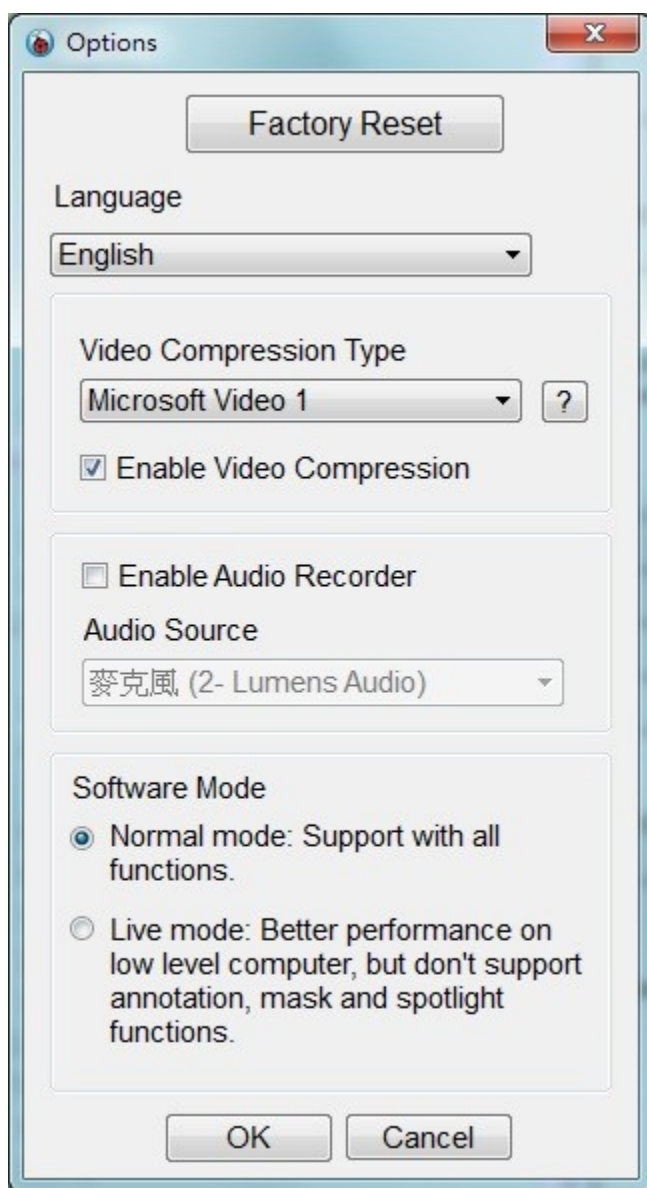 Options
Factory Reset
Language
English
Video Compression Type
Microsoft Video 1
?
Enable Video Compression
Enable Audio Recorder
Audio Source
麥克風 (2- Lumens Audio)
Software Mode
Normal mode: Support with all
functions.
Live mode: Better performance on
low level computer, but don't support
annotation, mask and spotlight
functions.
OK
Cancel